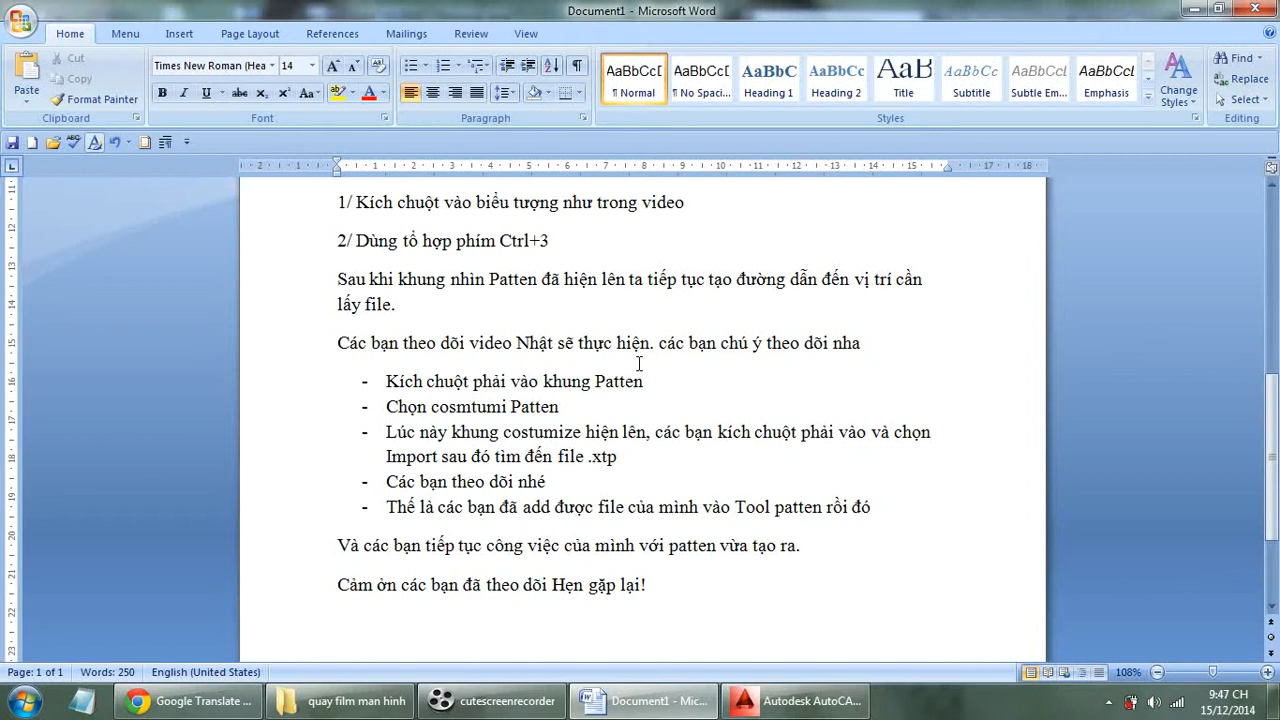 Document1 - Microsoft Word
Home Menu Insert Page Layout References Mailings Review View
Cut
Copy
Format Painter
Paste
Clipboard
Times New Roman (Hea 14
Font
Paragraph
AaBbCcD AaBbCcD AaBbC AaBbCc AaB AaBbCc AaBbCcD AaBbCcD
¶ Normal ¶ No Spaci... Heading 1 Heading 2 Title Subtitle Subtle Em... Emphasis
Styles
Change Styles
Find
Replace
Select
Editing
1/ Kích chuột vào biểu tượng như trong video
2/ Dùng tổ hợp phím Ctrl+3
Sau khi khung nhìn Patten đã hiện lên ta tiếp tục tạo đường dẫn đến vị trí cần
lấy file.
Các bạn theo dõi video Nhật sẽ thực hiện. các bạn chú ý theo dõi nha
- Kích chuột phải vào khung Patten
- Chọn cosmtumi Patten
- Lúc này khung costumize hiện lên, các bạn kích chuột phải vào và chọn
Import sau đó tìm đến file .xtp
- Các bạn theo dõi nhé
- Thế là các bạn đã add được file của mình vào Tool patten rồi đó
Và các bạn tiếp tục công việc của mình với patten vừa tạo ra.
Cảm ờn các bạn đã theo dõi Hẹn gặp lại!
Page: 1 of 1 Words: 250 English (United States) 108%
Google Translate ... quay film man hinh cutescreenrecorder Document1 - Mic... Autodesk AutoCA...
9:47 CH
15/12/2014